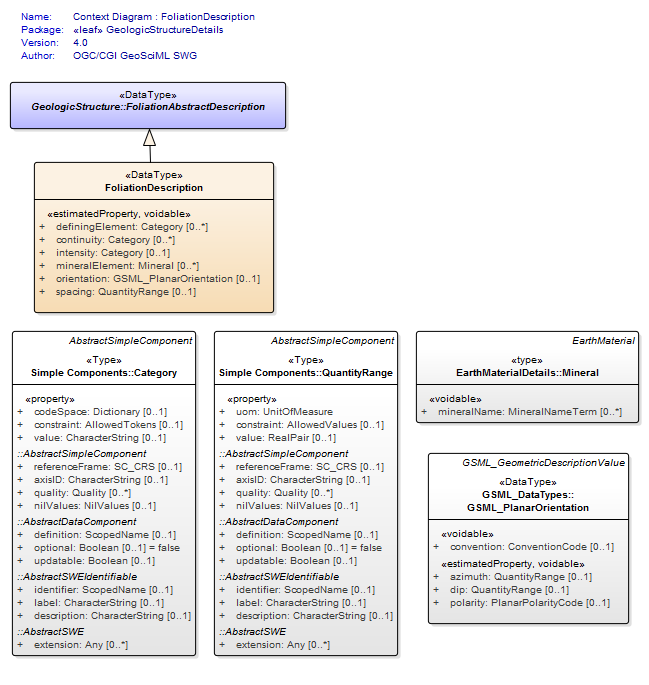 Name: Context Diagram : FoliationDescription
Package: «leaf» GeologicStructureDetails
Version: 4.0
Author: OGC/CGI GeoSciML SWG
«DataType»
GeologicStructure::FoliationAbstractDescription
«DataType»
FoliationDescription
«estimatedProperty, voidable»
+ definingElement: Category [0..*]
+ continuity: Category [0..*]
+ intensity: Category [0..1]
+ mineralElement: Mineral [0..*]
+ orientation: GSML_PlanarOrientation [0..1]
+ spacing: QuantityRange [0..1]
AbstractSimpleComponent
«Type»
Simple Components::Category
«property»
+ codeSpace: Dictionary [0..1]
+ constraint: AllowedTokens [0..1]
+ value: CharacterString [0..1]
::AbstractSimpleComponent
+ referenceFrame: SC_CRS [0..1]
+ axisID: CharacterString [0..1]
+ quality: Quality [0..*]
+ nilValues: NilValues [0..1]
::AbstractDataComponent
+ definition: ScopedName [0..1]
+ optional: Boolean [0..1] = false
+ updatable: Boolean [0..1]
::AbstractSWEIdentifiable
+ identifier: ScopedName [0..1]
+ label: CharacterString [0..1]
+ description: CharacterString [0..1]
::AbstractSWE
+ extension: Any [0..*]
AbstractSimpleComponent
«Type»
Simple Components::QuantityRange
«property»
+ uom: UnitOfMeasure
+ constraint: AllowedValues [0..1]
+ value: RealPair [0..1]
::AbstractSimpleComponent
+ referenceFrame: SC_CRS [0..1]
+ axisID: CharacterString [0..1]
+ quality: Quality [0..*]
+ nilValues: NilValues [0..1]
::AbstractDataComponent
+ definition: ScopedName [0..1]
+ optional: Boolean [0..1] = false
+ updatable: Boolean [0..1]
::AbstractSWEIdentifiable
+ identifier: ScopedName [0..1]
+ label: CharacterString [0..1]
+ description: CharacterString [0..1]
::AbstractSWE
+ extension: Any [0..*]
EarthMaterial
«type»
EarthMaterialDetails::Mineral
«voidable»
+ mineralName: MineralNameTerm [0..*]
GSML_GeometricDescriptionValue
«DataType»
GSML_DataTypes::
GSML_PlanarOrientation
«voidable»
+ convention: ConventionCode [0..1]
«estimatedProperty, voidable»
+ azimuth: QuantityRange [0..1]
+ dip: QuantityRange [0..1]
+ polarity: PlanarPolarityCode [0..1]